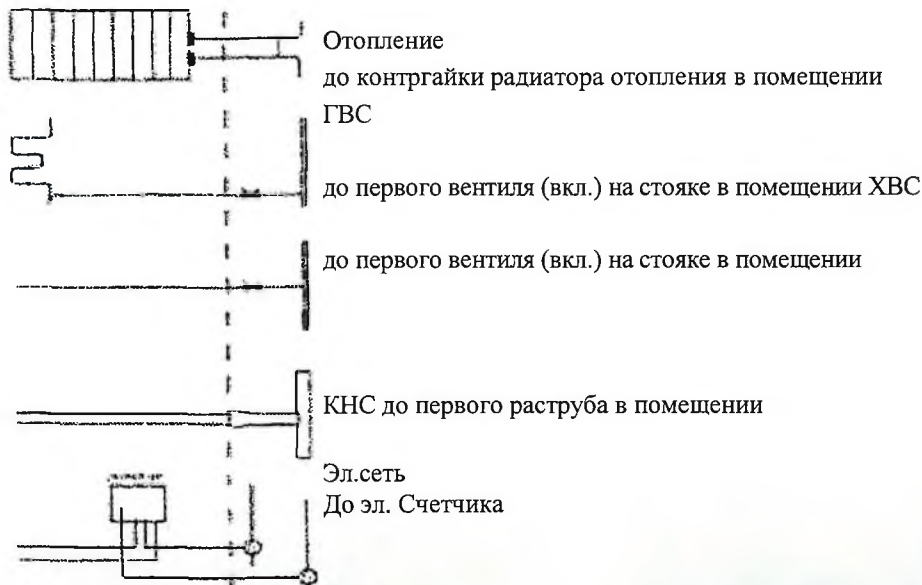 Отопление
до контргайки радиатора отопления в помещении
ГВС
до первого вентиля (вкл.) на стояке в помещении ХВС
до первого вентиля (вкл.) на стояке в помещении
КНС до первого раструба в помещении
Эл.сеть
До эл. Счетчика